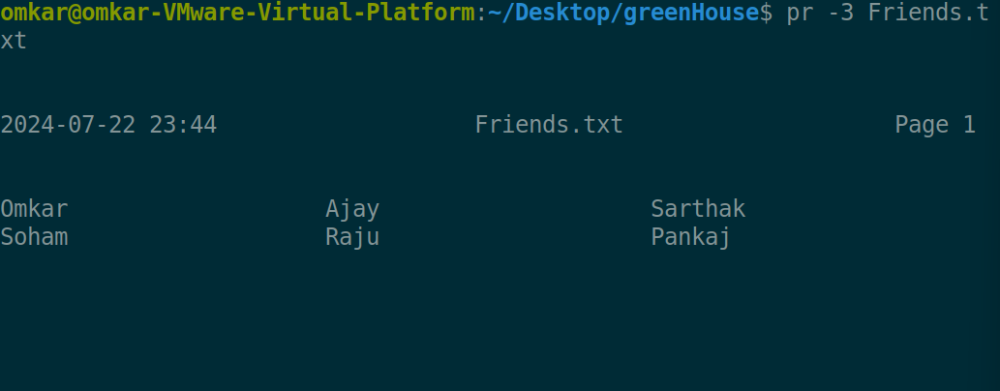 omkar@omkar-VMware-Virtual-Platform:~/Desktop/greenHouse$ pr -3 Friends.t
xt
2024-07-22 23:44 Friends.txt Page 1
Omkar Ajay Sarthak
Soham Raju Pankaj